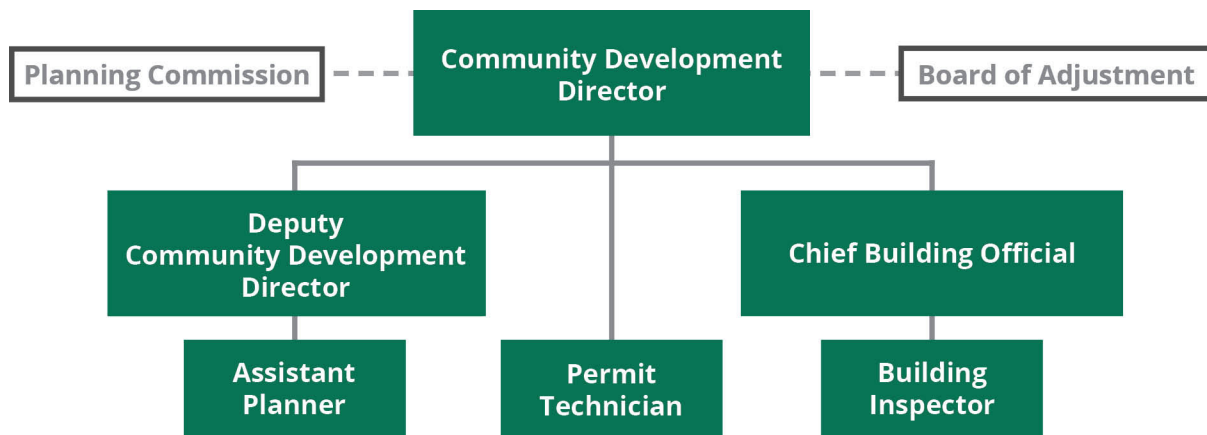 Planning Commission
Community Development
Director
Board of Adjustment
Deputy
Community Development
Director
Chief Building Official
Assistant
Planner
Permit
Technician
Building
Inspector